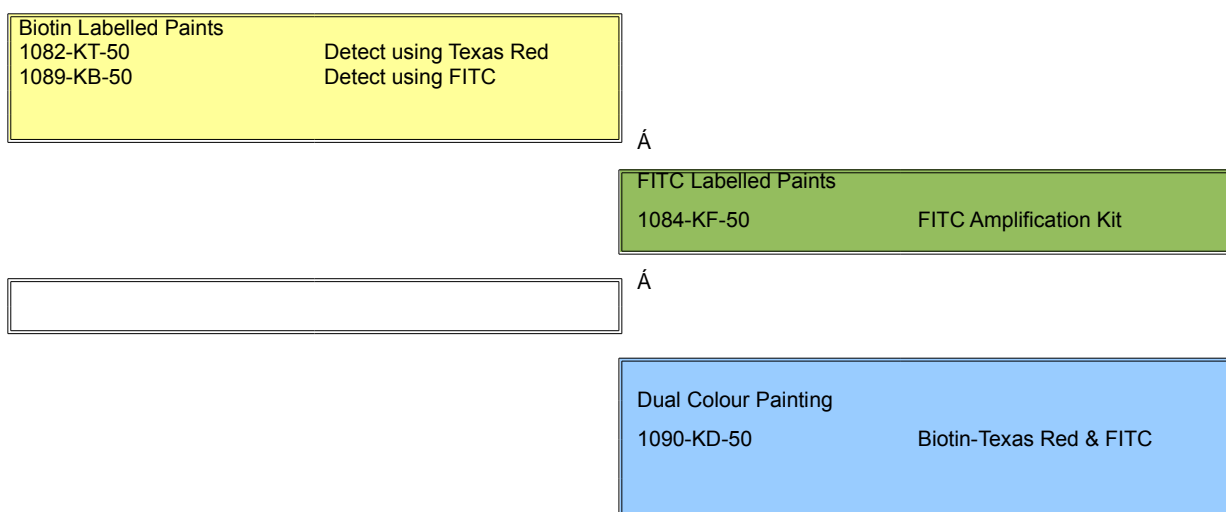 Biotin Labelled Paints
1082-KT-50 Detect using Texas Red
1089-KB-50 Detect using FITC
Á
FITC Labelled Paints
1084-KF-50 FITC Amplification Kit
Á
Dual Colour Painting
1090-KD-50 Biotin-Texas Red & FITC